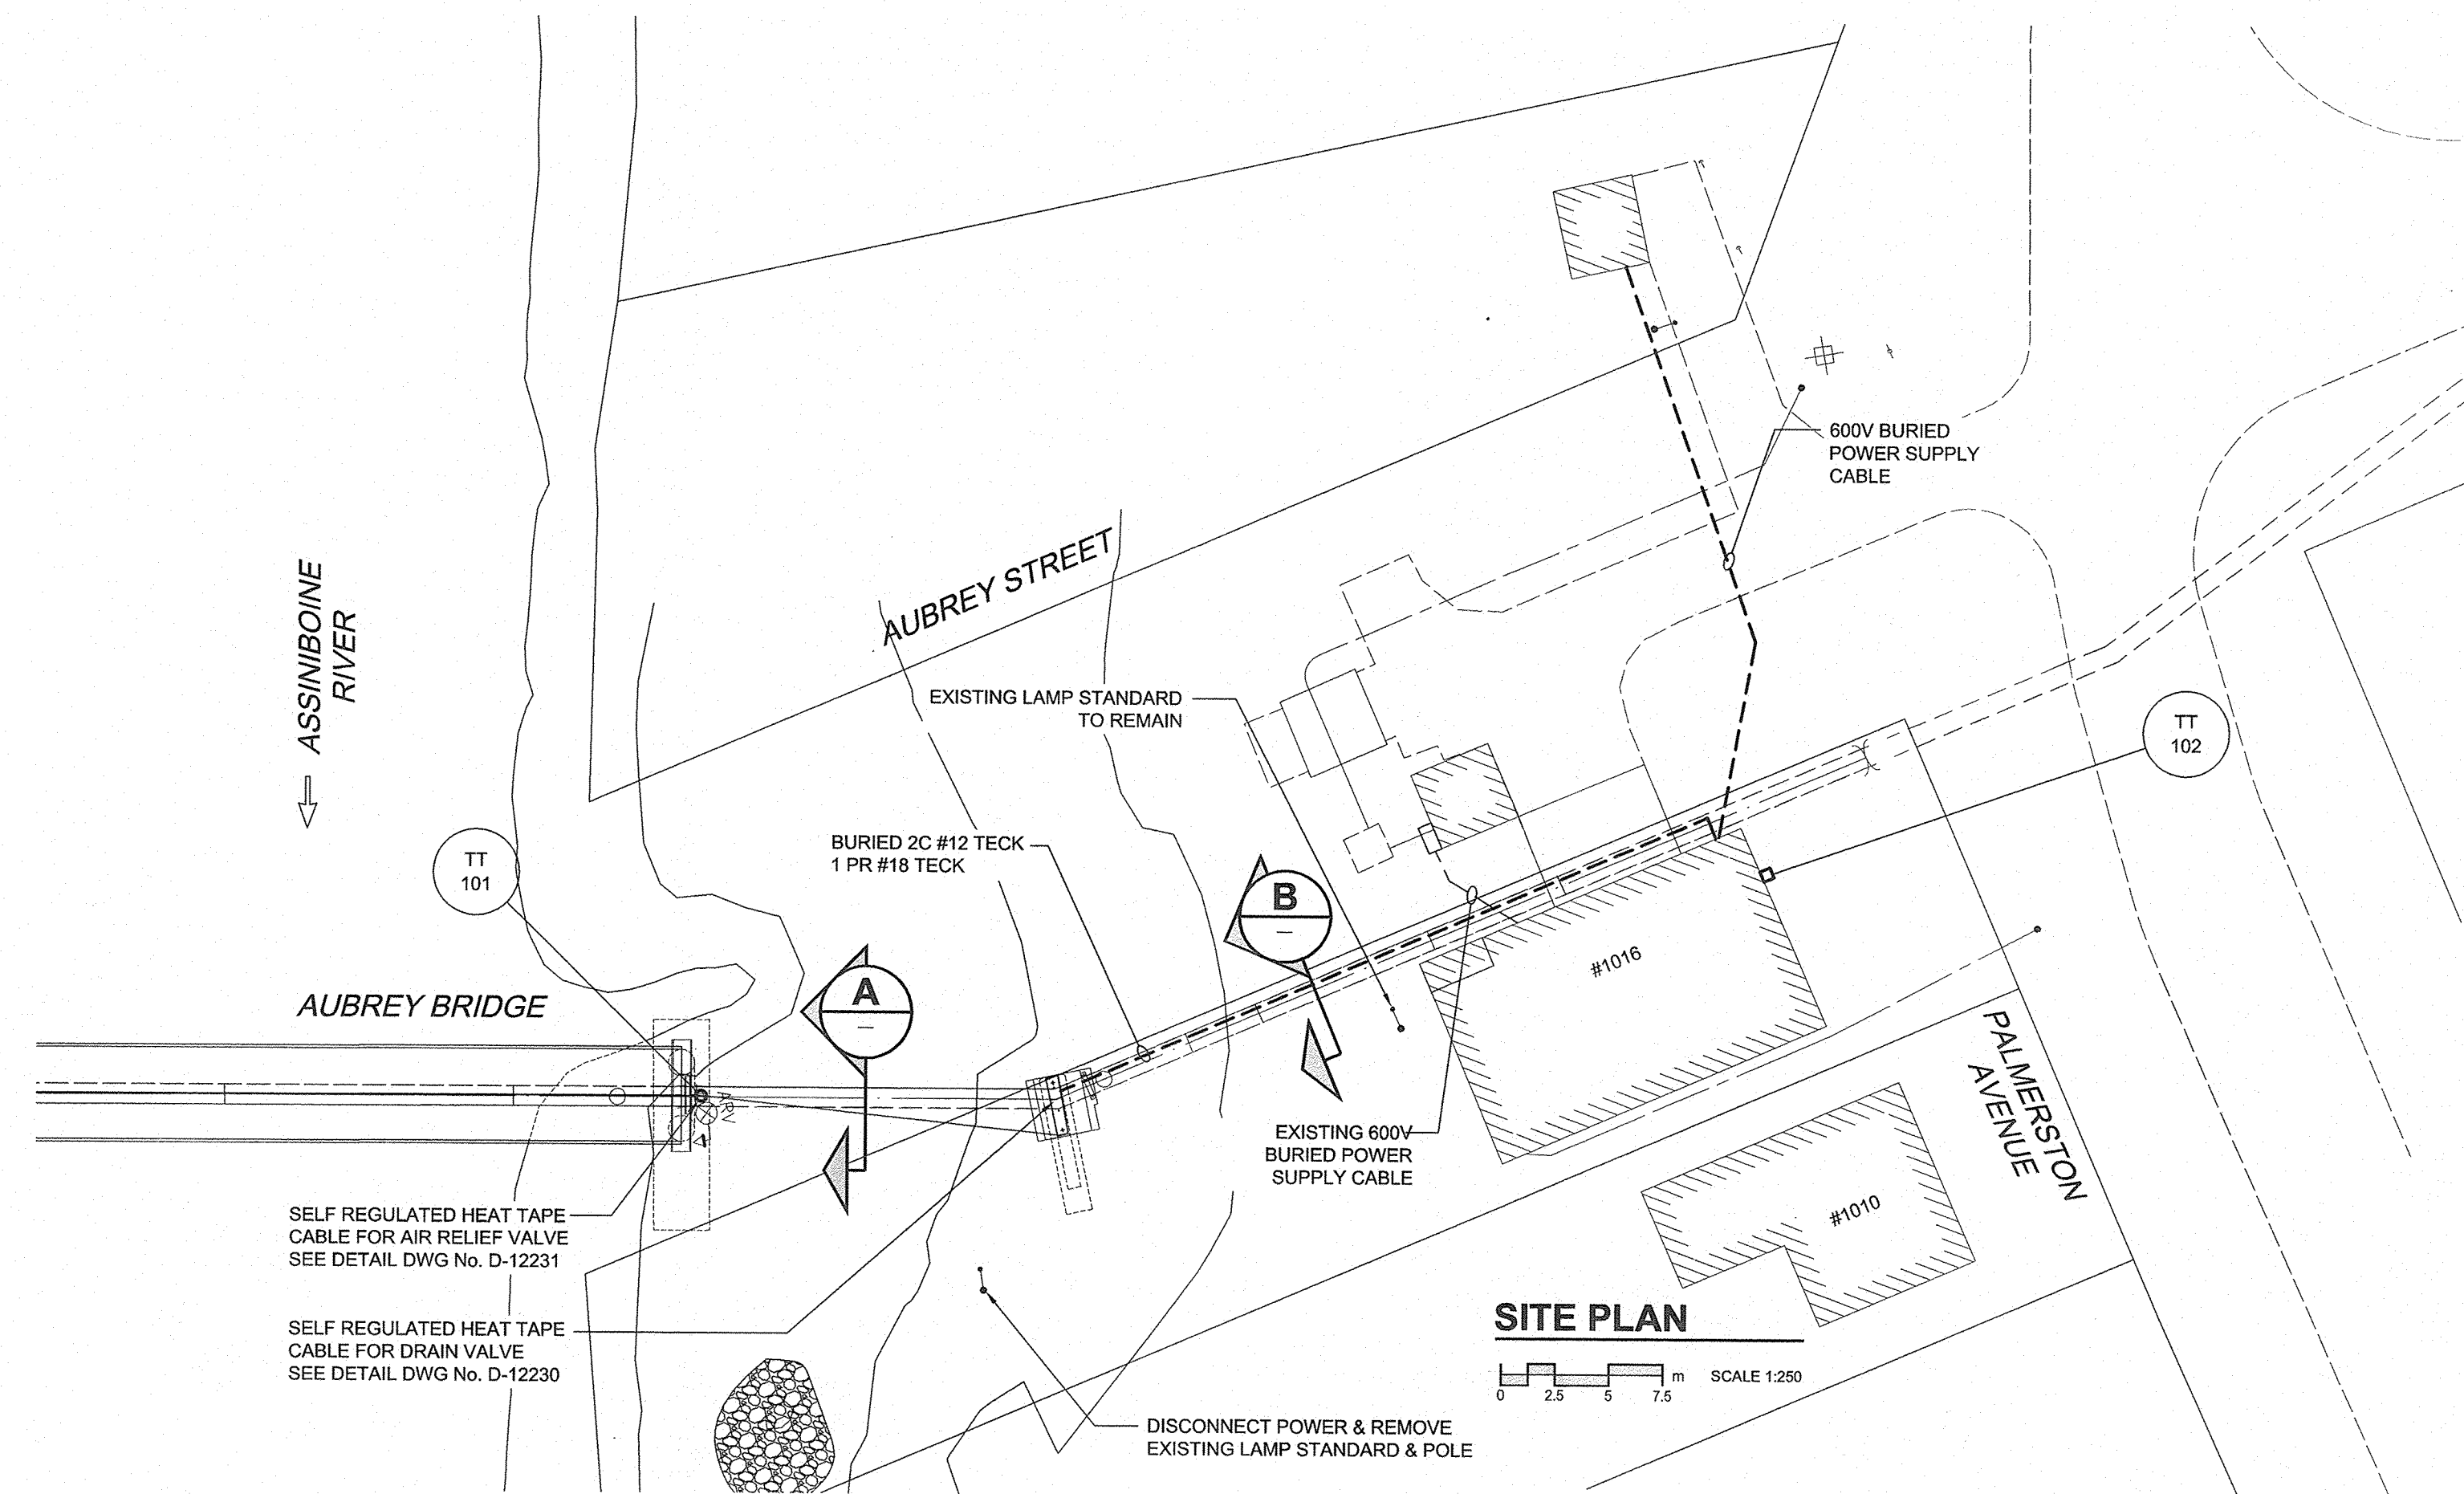 600V BURIED
POWER SUPPLY
CABLE
AUBREY STREET
ASSINIBOINE
RIVER
EXISTING LAMP STANDARD
TO REMAIN
TT
102
BURIED 2C #12 TECK
1 PR #18 TECK
TT
101
B
A
#1016
AUBREY BRIDGE
ARV
PALMERSTON
AVENUE
EXISTING 600V
BURIED POWER
SUPPLY CABLE
#1010
SELF REGULATED HEAT TAPE
CABLE FOR AIR RELIEF VALVE
SEE DETAIL DWG No. D-12231
SELF REGULATED HEAT TAPE
CABLE FOR DRAIN VALVE
SEE DETAIL DWG No. D-12230
SITE PLAN
m SCALE 1:250
0 2.5 5 7.5
DISCONNECT POWER & REMOVE
EXISTING LAMP STANDARD & POLE